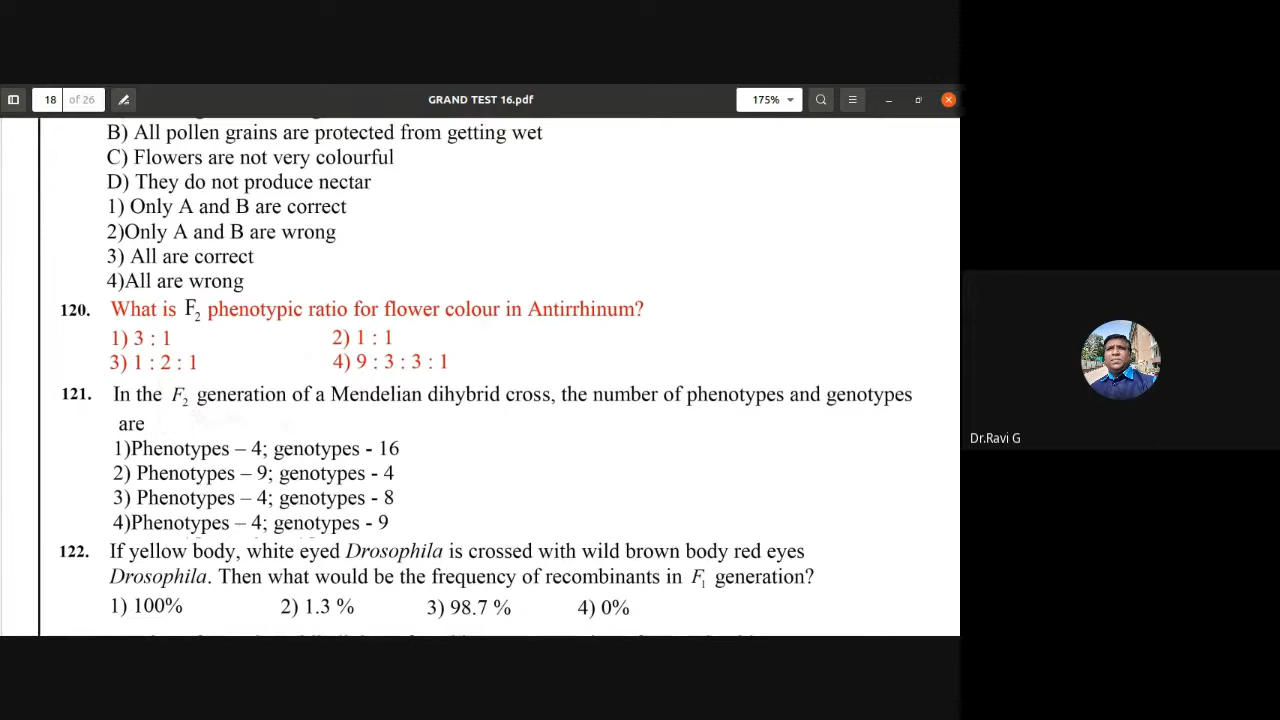 18 of 26
GRAND TEST 16.pdf
175%
B) All pollen grains are protected from getting wet
C) Flowers are not very colourful
D) They do not produce nectar
1) Only A and B are correct
2)Only A and B are wrong
3) All are correct
4)All are wrong
120. What is F₂ phenotypic ratio for flower colour in Antirrhinum?
1) 3 : 1 2) 1 : 1
3) 1 : 2 : 1 4) 9 : 3 : 3 : 1
121. In the F₂ generation of a Mendelian dihybrid cross, the number of phenotypes and genotypes
are
1)Phenotypes – 4; genotypes - 16
2) Phenotypes – 9; genotypes - 4
3) Phenotypes – 4; genotypes - 8
4)Phenotypes – 4; genotypes - 9
122. If yellow body, white eyed Drosophila is crossed with wild brown body red eyes
Drosophila. Then what would be the frequency of recombinants in F₁ generation?
1) 100% 2) 1.3 % 3) 98.7 % 4) 0%
Dr.Ravi G